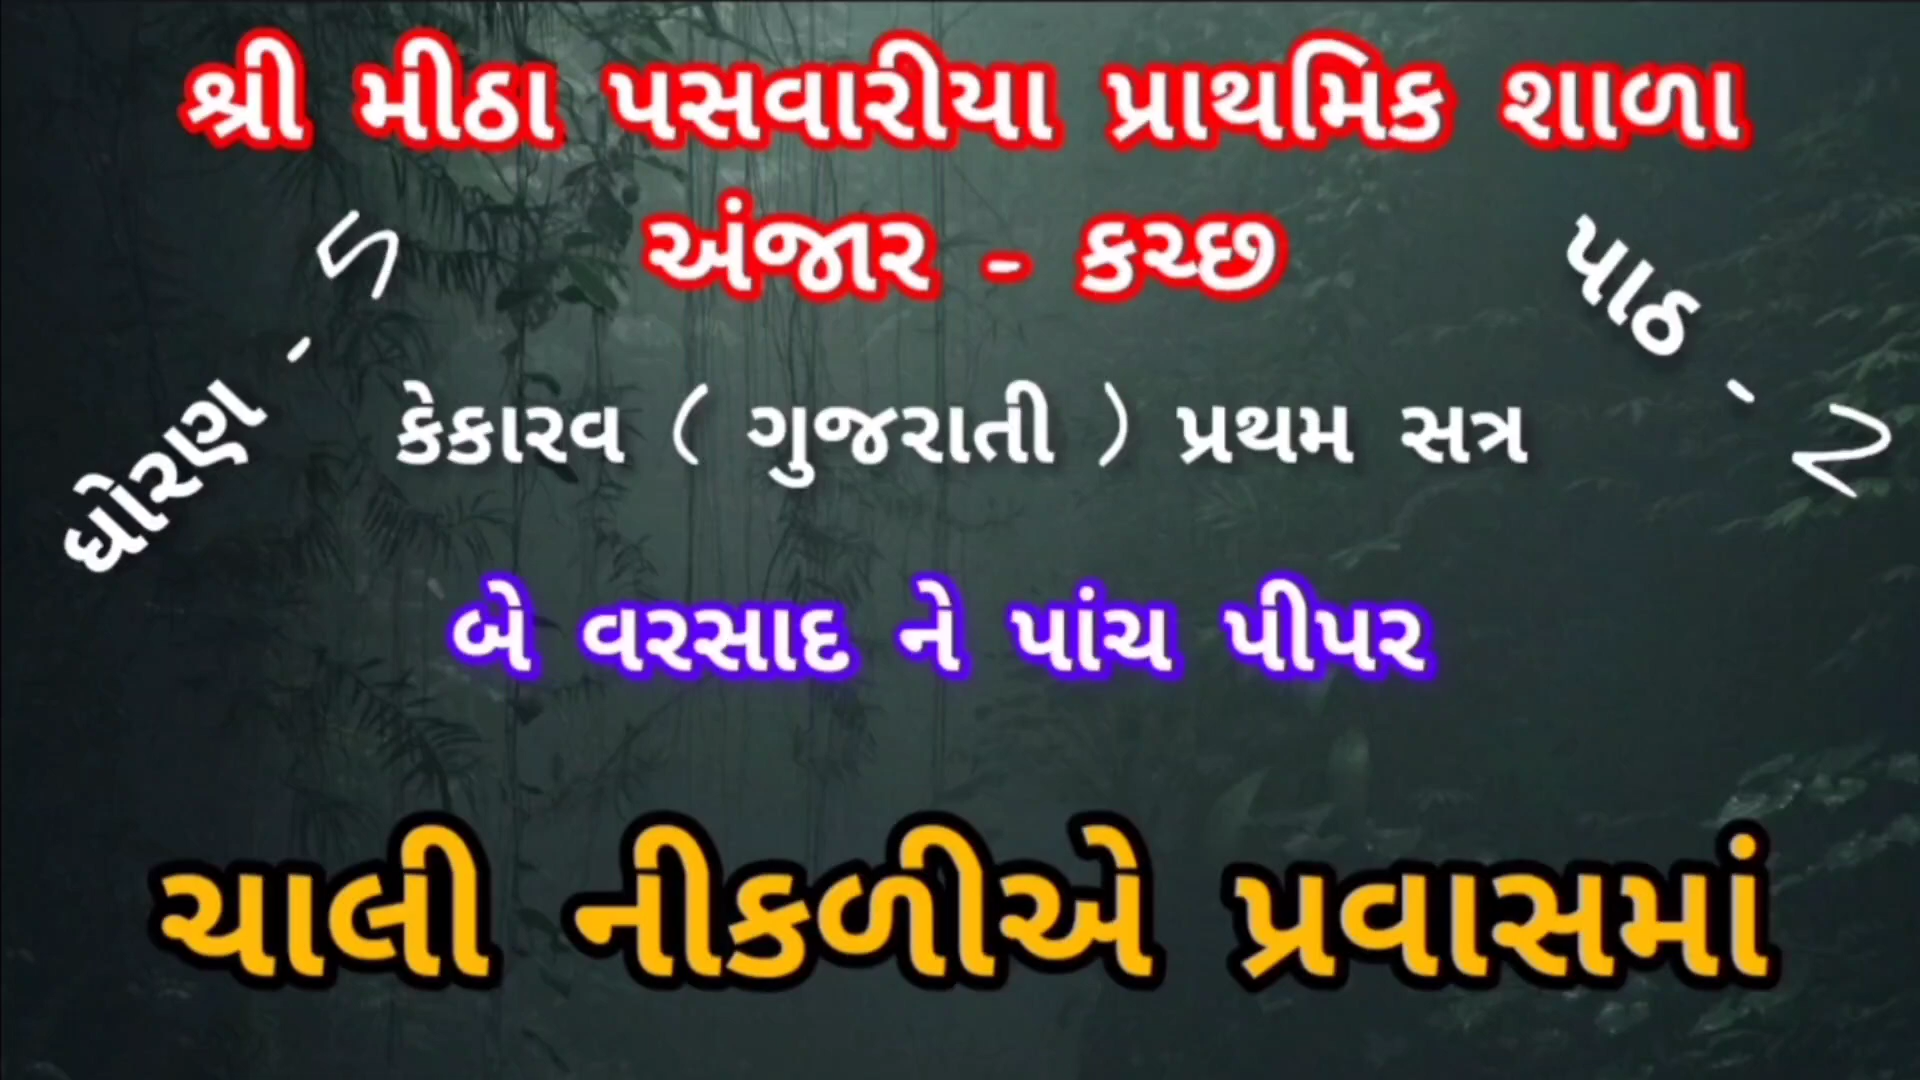 શ્રી મીઠા પસવારીયા પ્રાથમિક શાળા
અંજાર - કચ્છ
ધોરણ - 5
પાઠ - 2
કેકારવ ( ગુજરાતી ) પ્રથમ સત્ર
બે વરસાદ ને પાંચ પીપર
ચાલી નીકળીએ પ્રવાસમાં